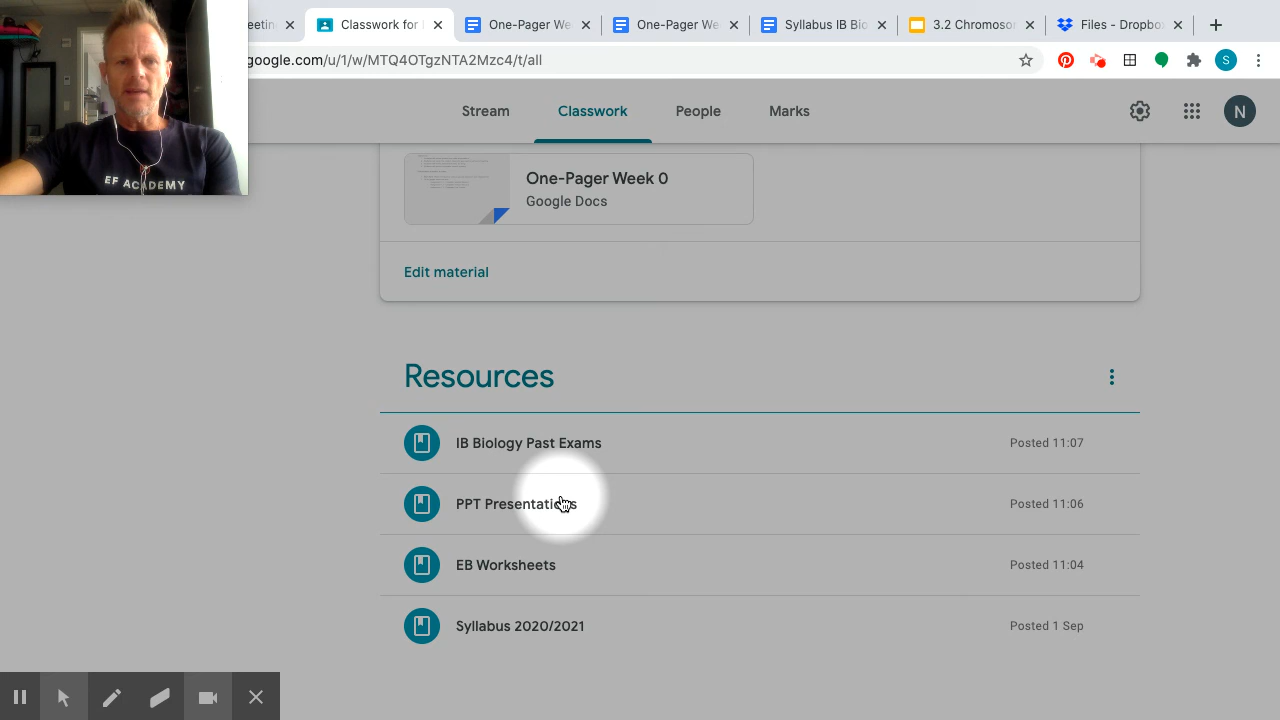 eetin
Classwork for
One-Pager We
One-Pager We
Syllabus IB Bio
3.2 Chromoso
Files - Dropbo
google.com/u/1/w/MTQ4OTgzNTA2Mzc4/t/all
S
Stream
Classwork
People
Marks
N
EF ACADEMY
One-Pager Week 0
Google Docs
Edit material
Resources
IB Biology Past Exams
Posted 11:07
PPT Presentations
Posted 11:06
EB Worksheets
Posted 11:04
Syllabus 2020/2021
Posted 1 Sep